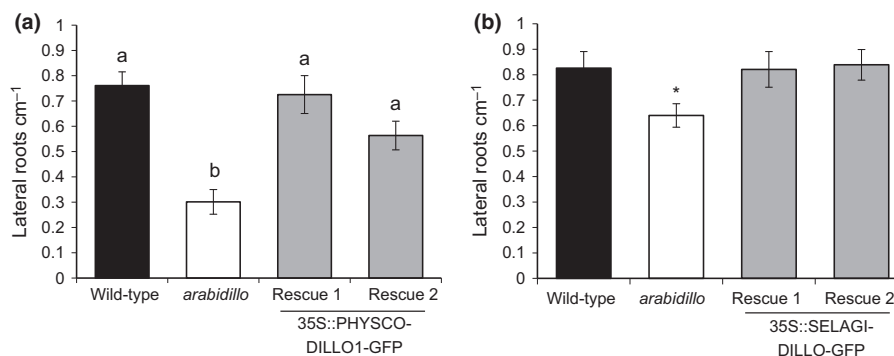 (a)
Lateral roots cm⁻¹
1
0.9
0.8
0.7
0.6
0.5
0.4
0.3
0.2
0.1
0
a
b
a
a
Wild-type
arabidillo
Rescue 1
Rescue 2
35S::PHYSCO-
DILLO1-GFP
(b)
Lateral roots cm⁻¹
1
0.9
0.8
0.7
0.6
0.5
0.4
0.3
0.2
0.1
0
*
Wild-type
arabidillo
Rescue 1
Rescue 2
35S::SELAGI-
DILLO-GFP